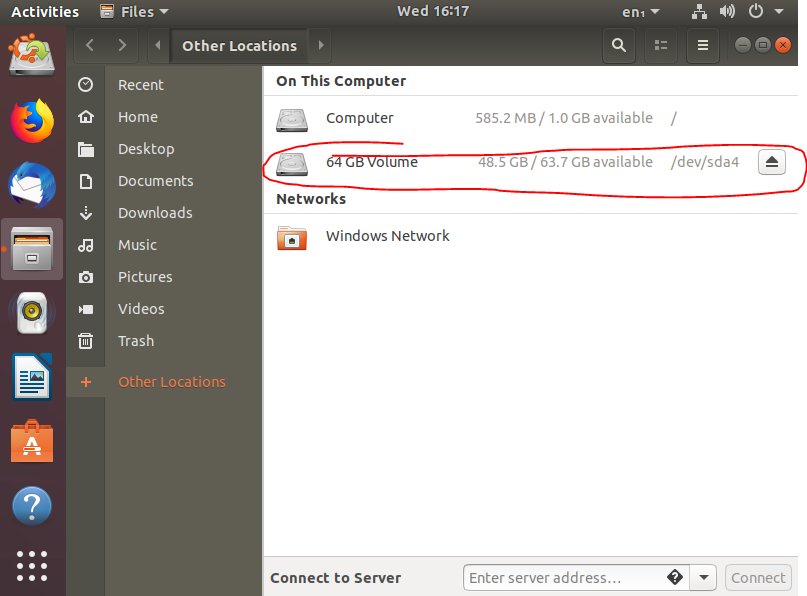 Activities Files Wed 16:17 en₁
Other Locations
Recent
Home
Desktop
Documents
Downloads
Music
Pictures
Videos
Trash
+ Other Locations
On This Computer
Computer 585.2 MB / 1.0 GB available /
64 GB Volume 48.5 GB / 63.7 GB available /dev/sda4
Networks
Windows Network
Connect to Server Enter server address… Connect